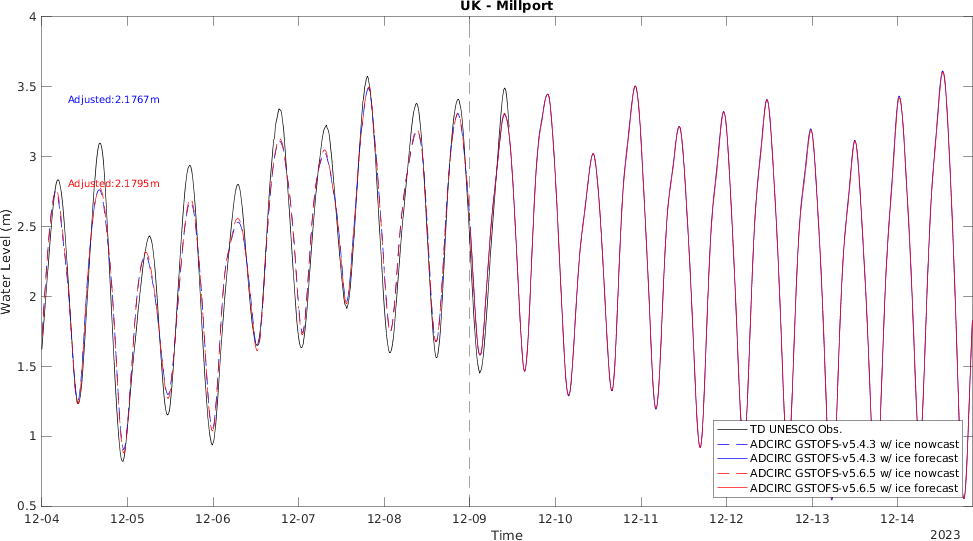 UK - Millport
4
3.5
3
2.5
2
1.5
1
0.5
Water Level (m)
Adjusted:2.1767m
Adjusted:2.1795m
TD UNESCO Obs.
ADCIRC GSTOFS-v5.4.3 w/ ice nowcast
ADCIRC GSTOFS-v5.4.3 w/ ice forecast
ADCIRC GSTOFS-v5.6.5 w/ ice nowcast
ADCIRC GSTOFS-v5.6.5 w/ ice forecast
12-04 12-05 12-06 12-07 12-08 12-09 12-10 12-11 12-12 12-13 12-14
Time
2023